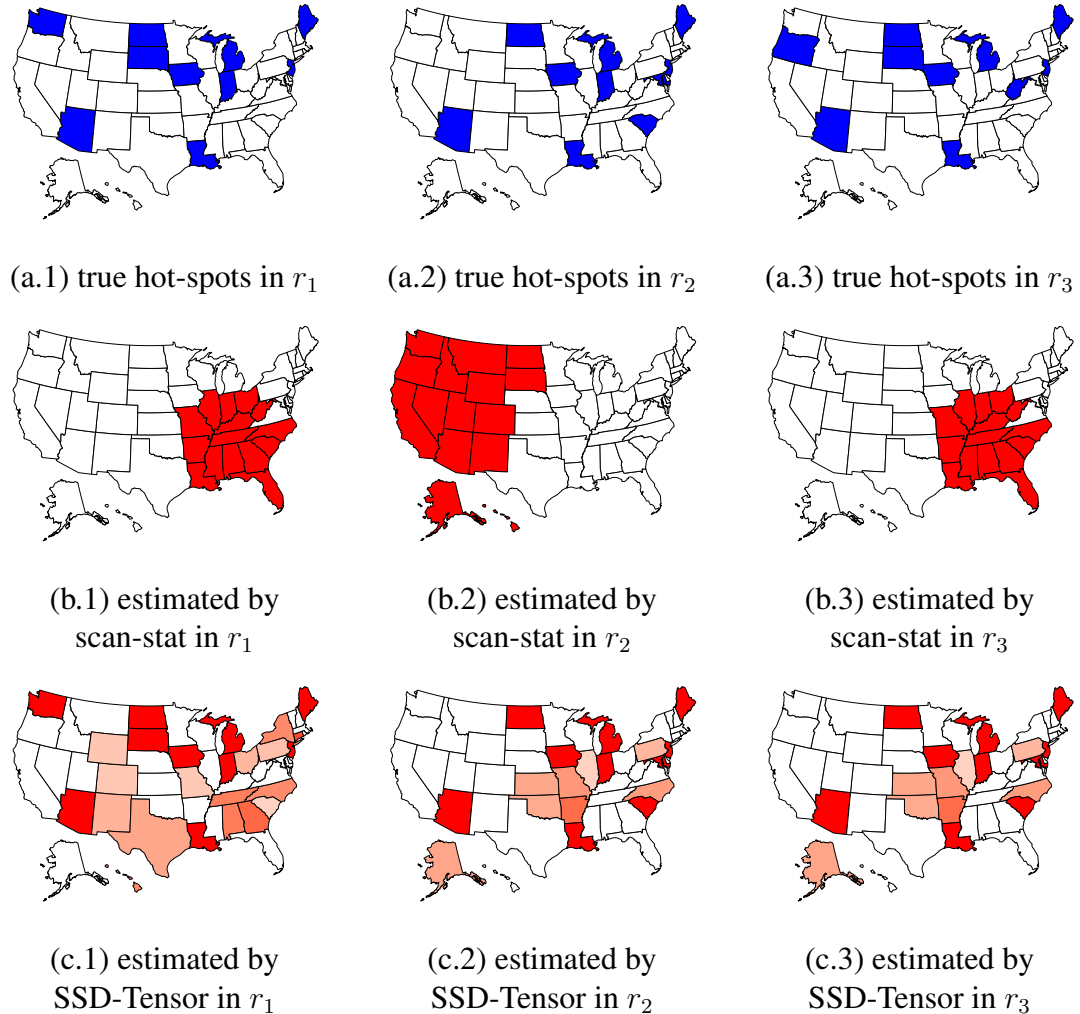 (a.1) true hot-spots in r₁
(a.2) true hot-spots in r₂
(a.3) true hot-spots in r₃
(b.1) estimated by
scan-stat in r₁
(b.2) estimated by
scan-stat in r₂
(b.3) estimated by
scan-stat in r₃
(c.1) estimated by
SSD-Tensor in r₁
(c.2) estimated by
SSD-Tensor in r₂
(c.3) estimated by
SSD-Tensor in r₃